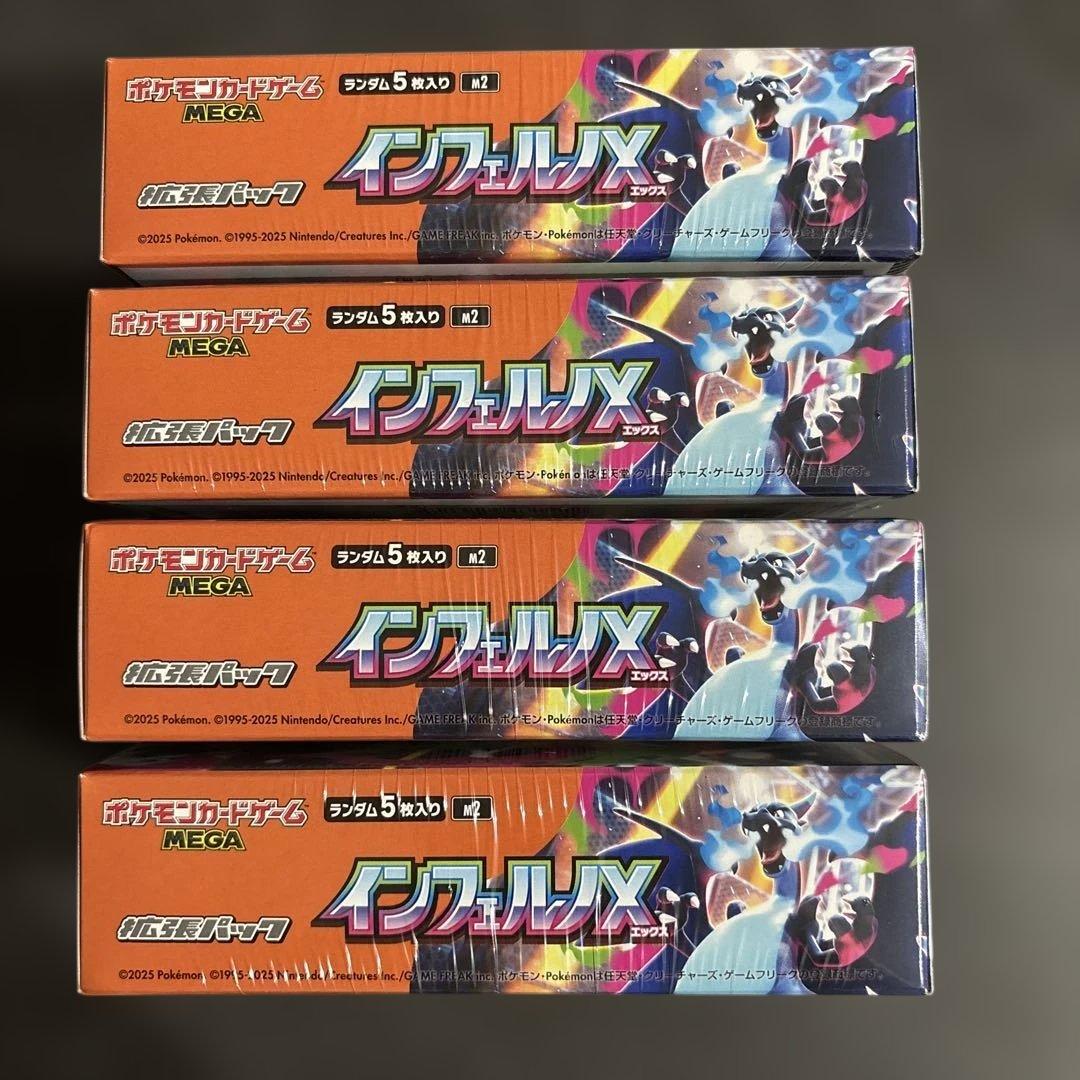 ポケモンカードゲーム
MEGA
ランダム5枚入り M2
インフェルノX
エックス
拡張パック
©2025 Pokémon. ©1995-2025 Nintendo/Creatures Inc./GAME FREAK inc. ポケモン・Pokémonは任天堂・クリーチャーズ・ゲームフリークの登録商標です。
ポケモンカードゲーム
MEGA
ランダム5枚入り M2
インフェルノX
エックス
拡張パック
©2025 Pokémon. ©1995-2025 Nintendo/Creatures Inc./GAME FREAK inc. ポケモン・Pokémonは任天堂・クリーチャーズ・ゲームフリークの登録商標です。
ポケモンカードゲーム
MEGA
ランダム5枚入り M2
インフェルノX
エックス
拡張パック
©2025 Pokémon. ©1995-2025 Nintendo/Creatures Inc./GAME FREAK inc. ポケモン・Pokémonは任天堂・クリーチャーズ・ゲームフリークの登録商標です。
ポケモンカードゲーム
MEGA
ランダム5枚入り M2
インフェルノX
エックス
拡張パック
©2025 Pokémon. ©1995-2025 Nintendo/Creatures Inc./GAME FREAK inc. ポケモン・Pokémonは任天堂・クリーチャーズ・ゲームフリークの登録商標です。